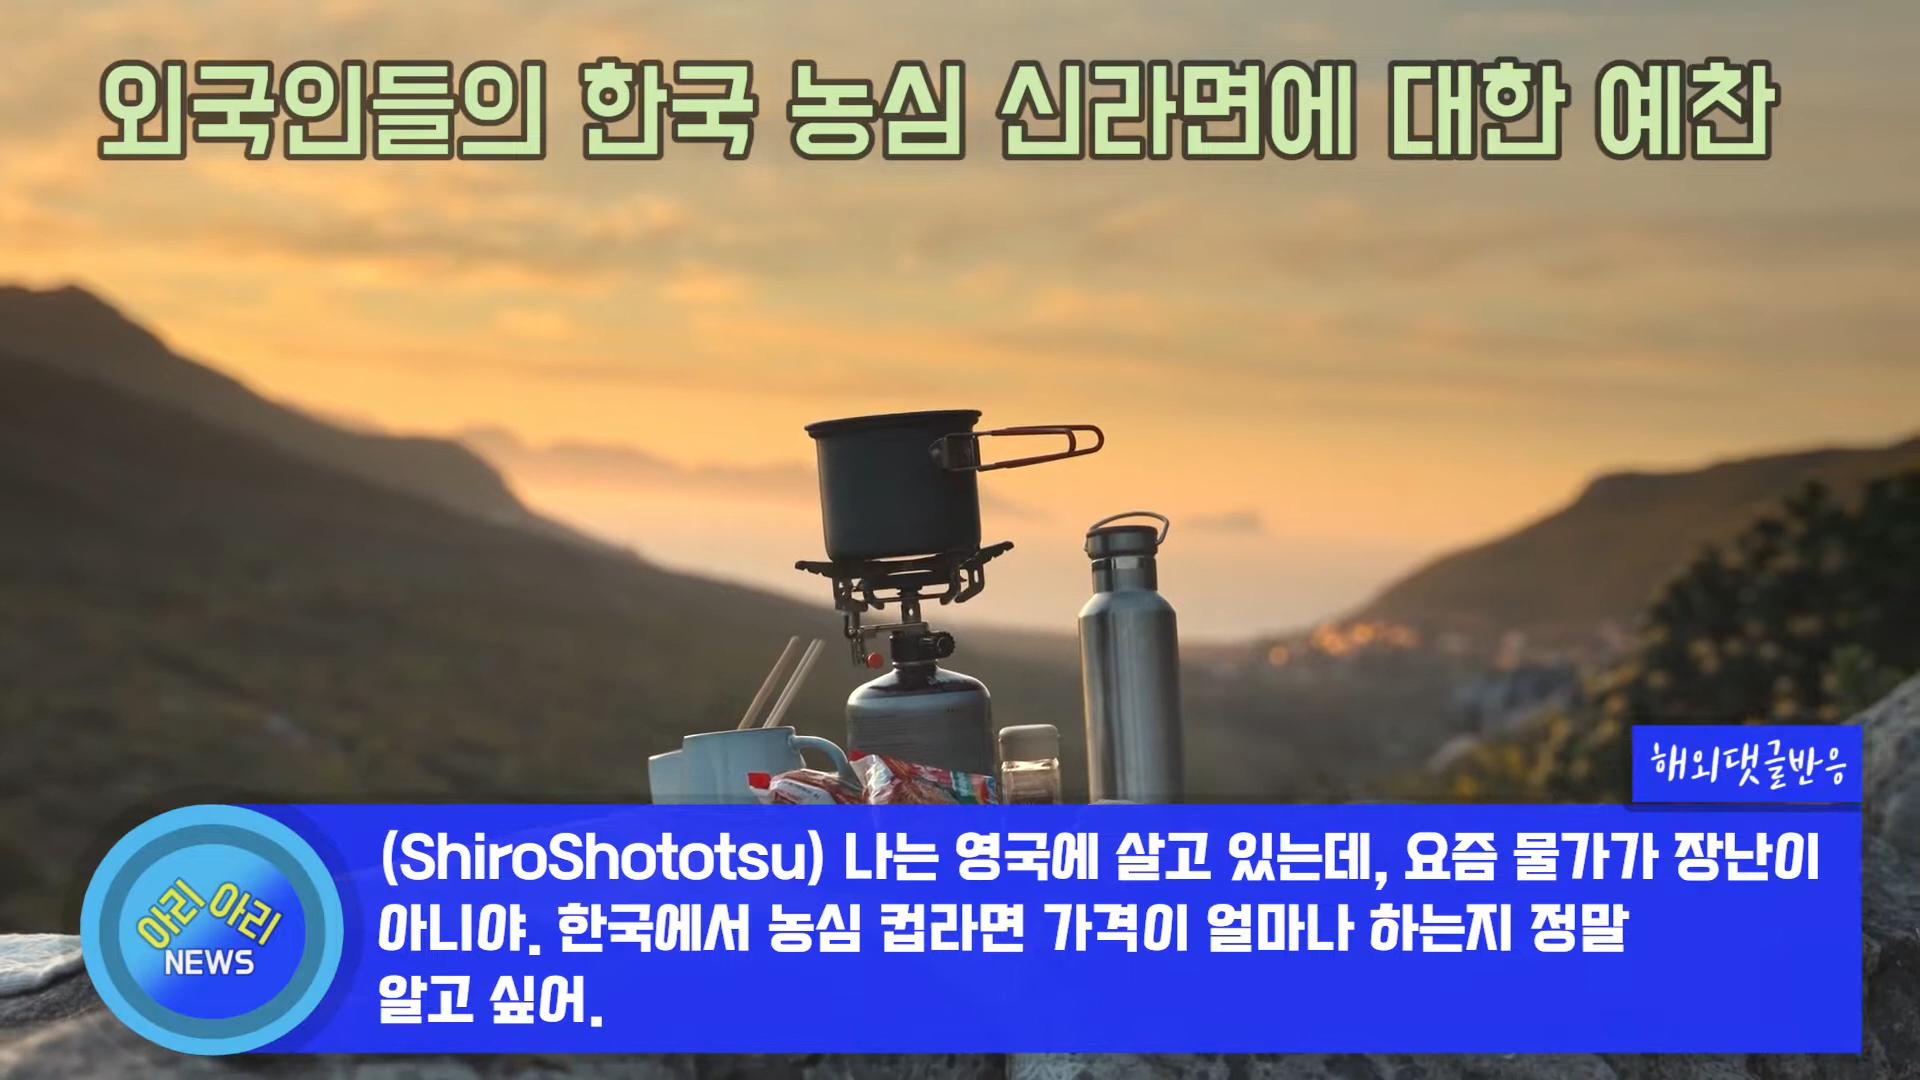 외국인들의 한국 농심 신라면에 대한 예찬
해외댓글반응
아리 아리
NEWS
(ShiroShototsu) 나는 영국에 살고 있는데, 요즘 물가가 장난이
아니야. 한국에서 농심 컵라면 가격이 얼마나 하는지 정말
알고 싶어.